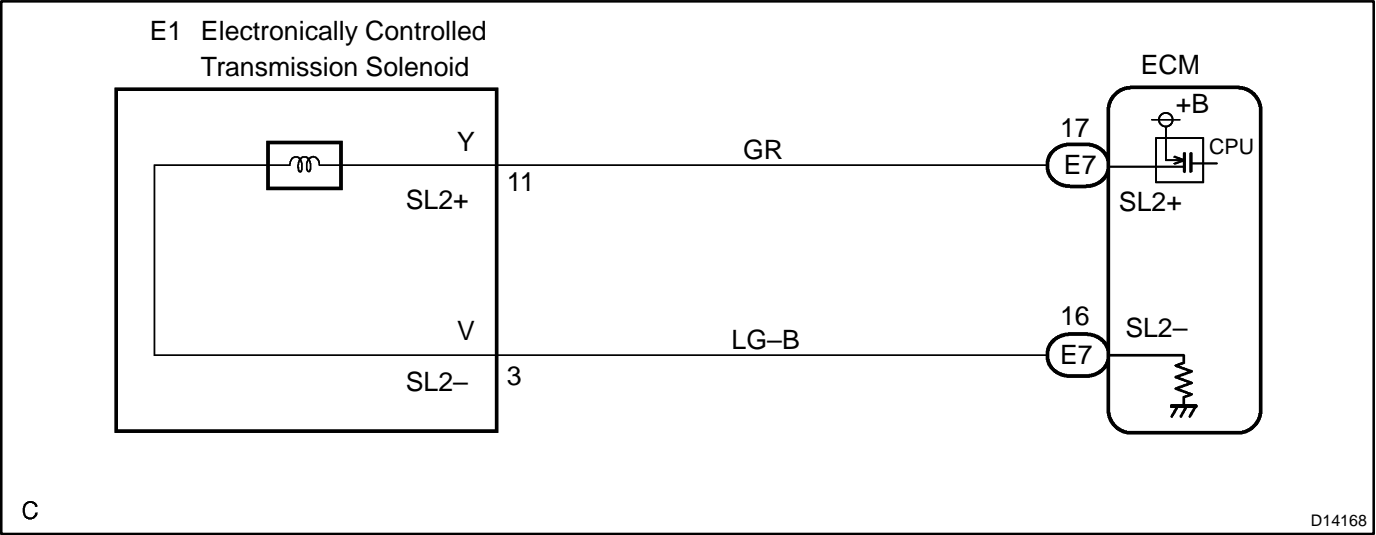 E1 Electronically Controlled
Transmission Solenoid
ECM
+B
CPU
17
Y
GR
E7
11
SL2+
SL2+
16
V
LG–B
SL2–
E7
SL2–
3
C
D14168